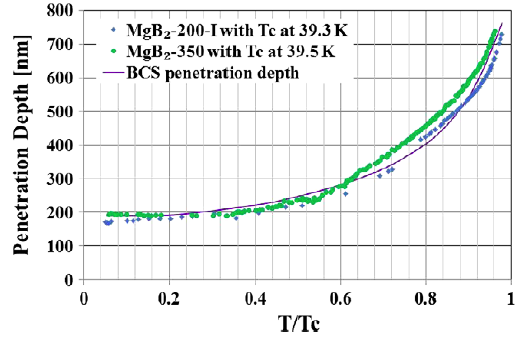 800
700
600
500
400
300
200
100
0
Penetration Depth [nm]
MgB₂-200-I with Tc at 39.3 K
MgB₂-350 with Tc at 39.5 K
BCS penetration depth
0 0.2 0.4 0.6 0.8 1
T/Tc